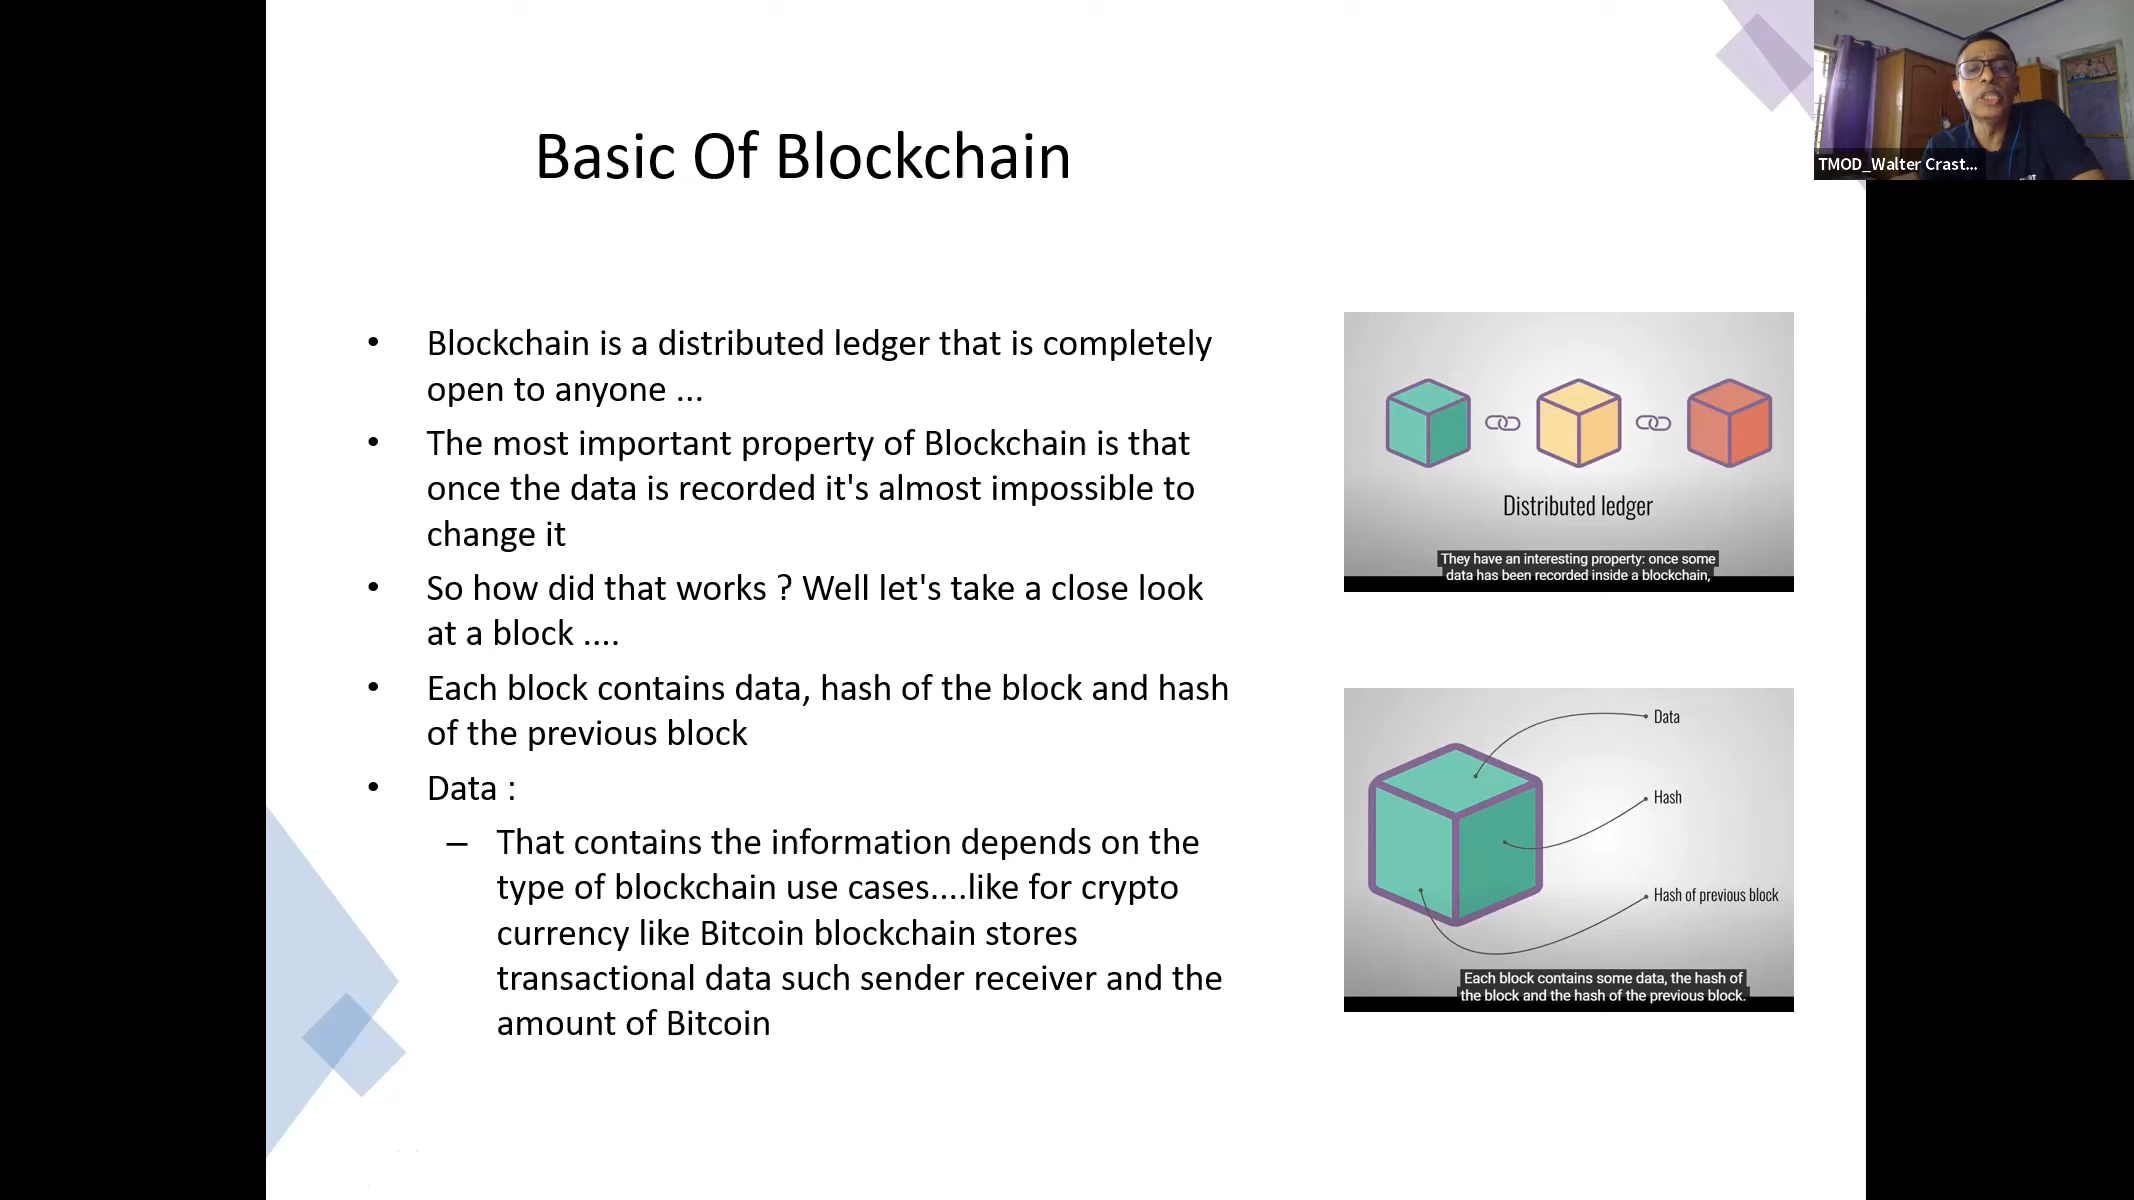 Basic Of Blockchain
TMOD_Walter Crast...
• Blockchain is a distributed ledger that is completely
open to anyone ...
• The most important property of Blockchain is that
once the data is recorded it's almost impossible to
change it
• So how did that works ? Well let's take a close look
at a block ....
• Each block contains data, hash of the block and hash
of the previous block
• Data :
– That contains the information depends on the
type of blockchain use cases....like for crypto
currency like Bitcoin blockchain stores
transactional data such sender receiver and the
amount of Bitcoin
Distributed ledger
They have an interesting property: once some
data has been recorded inside a blockchain,
Data
Hash
Hash of previous block
Each block contains some data, the hash of
the block and the hash of the previous block.